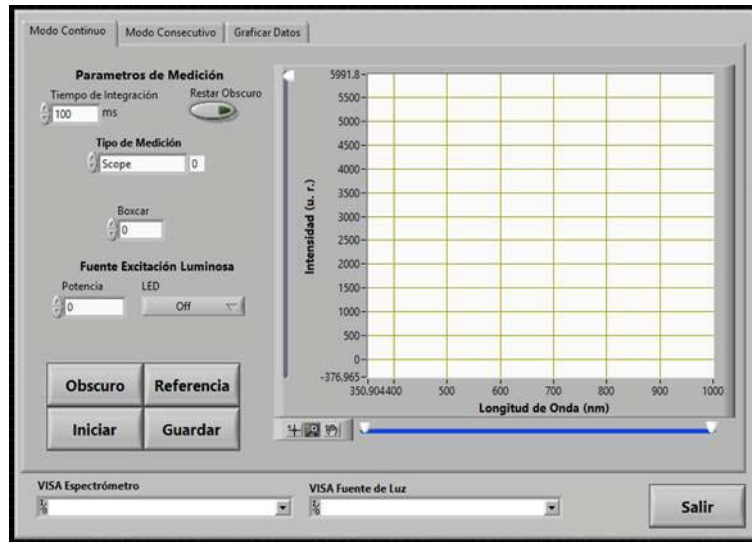 Modo Continuo Modo Consecutivo Graficar Datos
Parametros de Medición
Tiempo de Integración Restar Obscuro
100 ms
Tipo de Medición
Scope 0
Boxcar
0
Fuente Excitación Luminosa
Potencia LED
0 Off
Obscuro Referencia
Iniciar Guardar
Intensidad (u. r.)
5991.8
5500
5000
4500
4000
3500
3000
2500
2000
1500
1000
500
0
-376.965
350.904 400 500 600 700 800 900 1000
Longitud de Onda (nm)
VISA Espectrómetro VISA Fuente de Luz
Salir